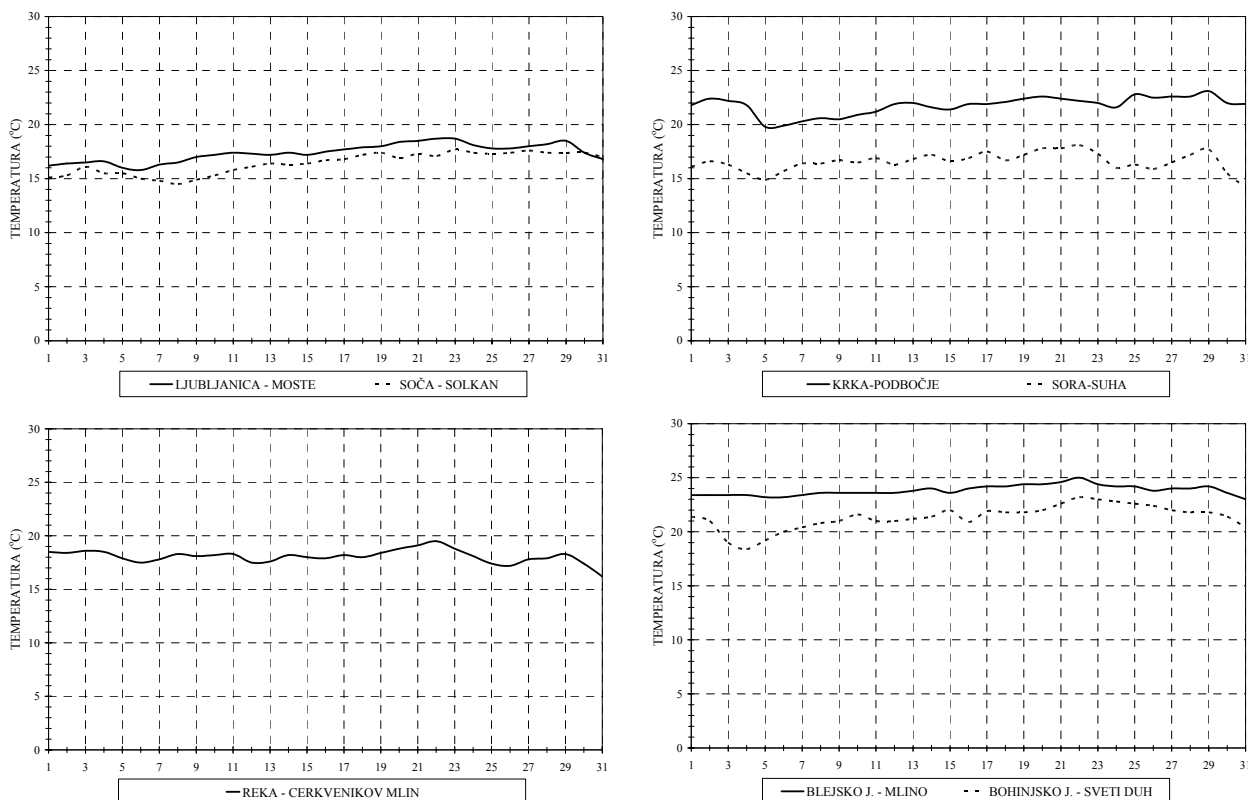 TEMPERATURA (°C)
30
25
20
15
10
5
0
1 3 5 7 9 11 13 15 17 19 21 23 25 27 29 31
LJUBLJANICA - MOSTE SOČA - SOLKAN
TEMPERATURA (°C)
30
25
20
15
10
5
0
1 3 5 7 9 11 13 15 17 19 21 23 25 27 29 31
KRKA-PODBOČJE SORA-SUHA
TEMPERATURA (°C)
30
25
20
15
10
5
0
1 3 5 7 9 11 13 15 17 19 21 23 25 27 29 31
REKA - CERKVENIKOV MLIN
TEMPERATURA (°C)
30
25
20
15
10
5
0
1 3 5 7 9 11 13 15 17 19 21 23 25 27 29 31
BLEJSKO J. - MLINO BOHINJSKO J. - SVETI DUH